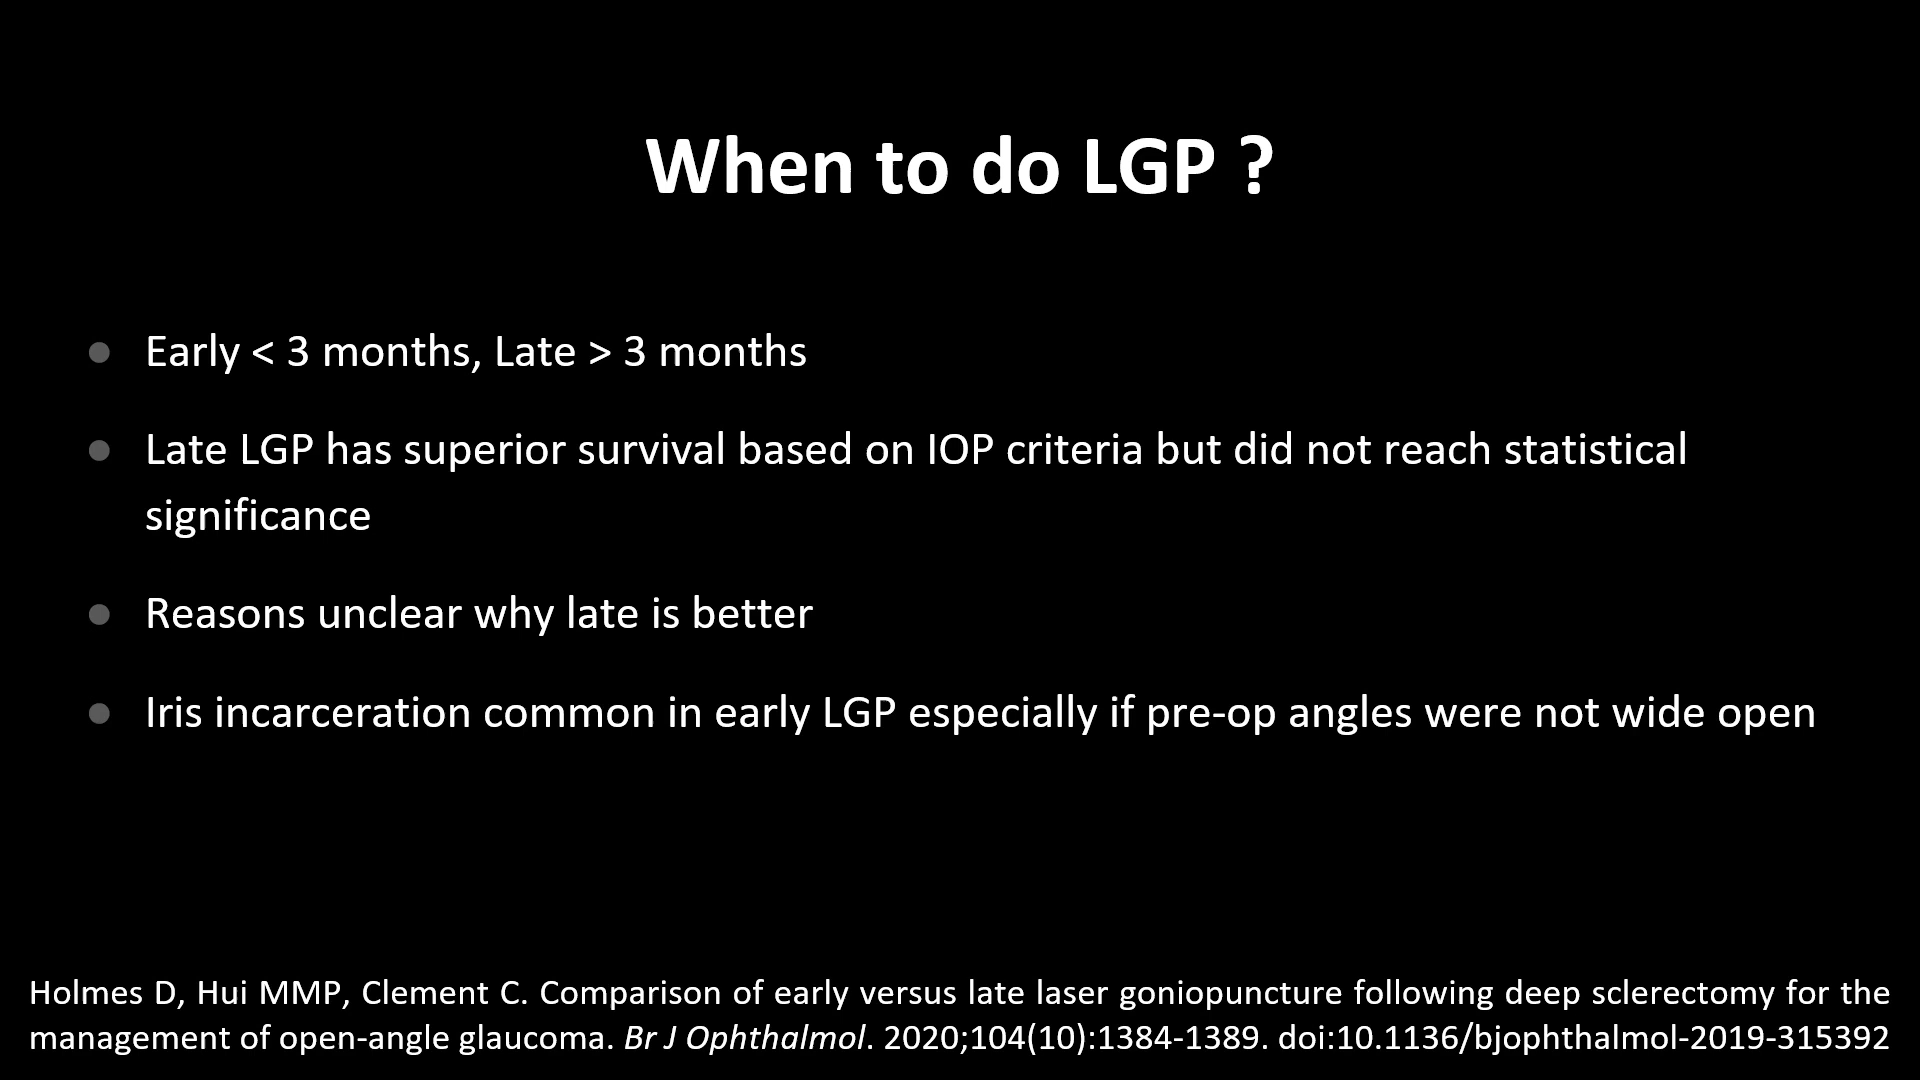 When to do LGP ?
● Early < 3 months, Late > 3 months
● Late LGP has superior survival based on IOP criteria but did not reach statistical
significance
● Reasons unclear why late is better
● Iris incarceration common in early LGP especially if pre-op angles were not wide open
Holmes D, Hui MMP, Clement C. Comparison of early versus late laser goniopuncture following deep sclerectomy for the
management of open-angle glaucoma. Br J Ophthalmol. 2020;104(10):1384-1389. doi:10.1136/bjophthalmol-2019-315392